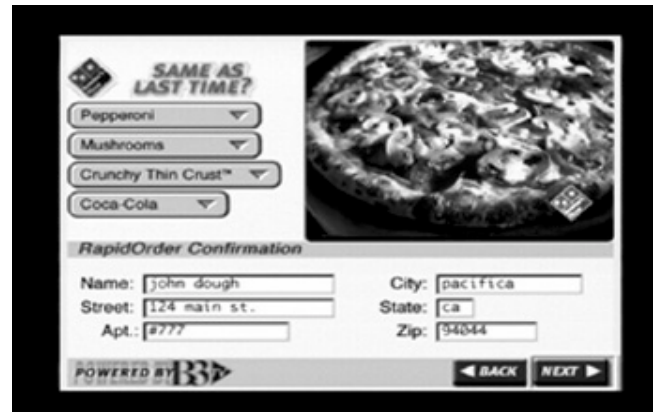 SAME AS
LAST TIME?
Pepperoni
Mushrooms
Crunchy Thin Crust™
Coca-Cola
RapidOrder Confirmation
Name: john dough
City: pacifica
Street: 124 main st.
State: ca
Apt.: #777
Zip: 94044
POWERED BY
BACK NEXT